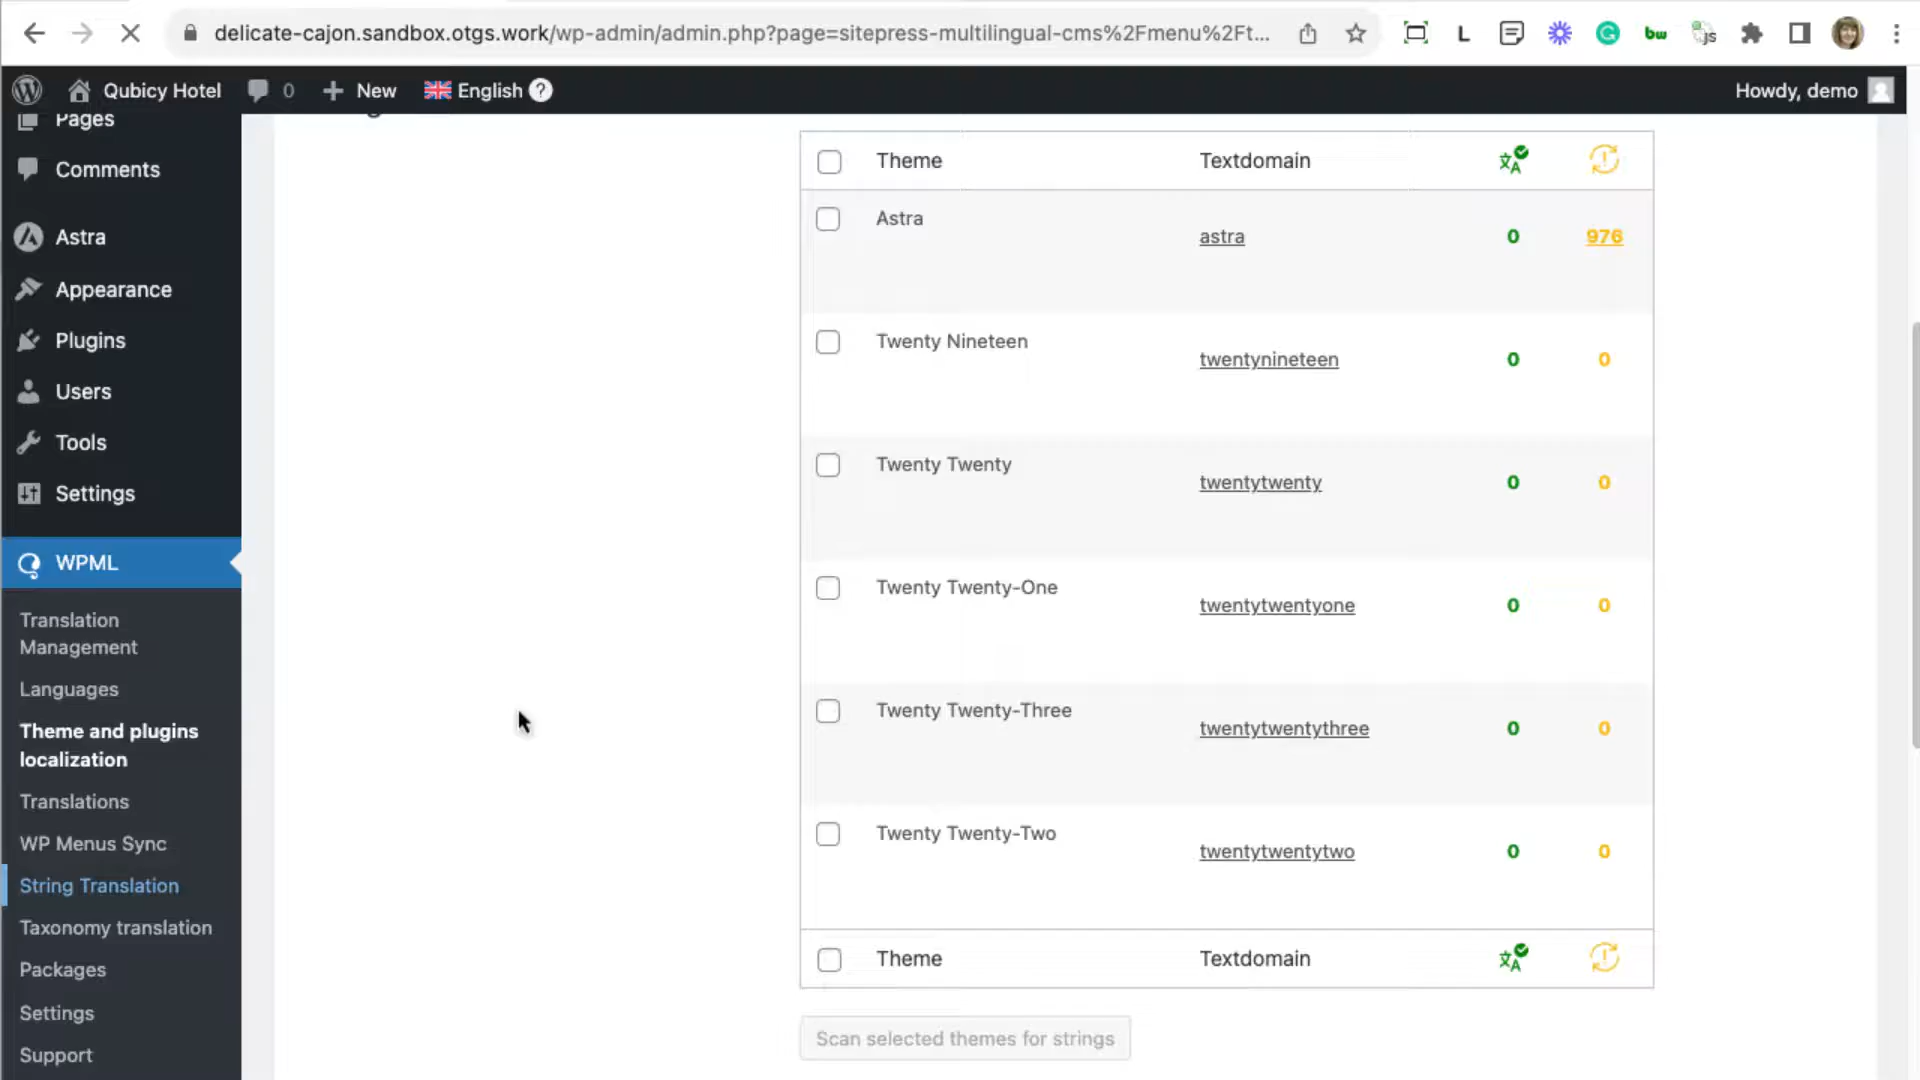 delicate-cajon.sandbox.otgs.work/wp-admin/admin.php?page=sitepress-multilingual-cms%2Fmenu%2Ft...
L
bw
js
Qubicy Hotel
0
New
English
Howdy, demo
Pages
Comments
Astra
Appearance
Plugins
Users
Tools
Settings
WPML
Translation
Management
Languages
Theme and plugins
localization
Translations
WP Menus Sync
String Translation
Taxonomy translation
Packages
Settings
Support
Theme Textdomain
Astra
astra 0 976
Twenty Nineteen
twentynineteen 0 0
Twenty Twenty
twentytwenty 0 0
Twenty Twenty-One
twentytwentyone 0 0
Twenty Twenty-Three
twentytwentythree 0 0
Twenty Twenty-Two
twentytwentytwo 0 0
Theme Textdomain
Scan selected themes for strings